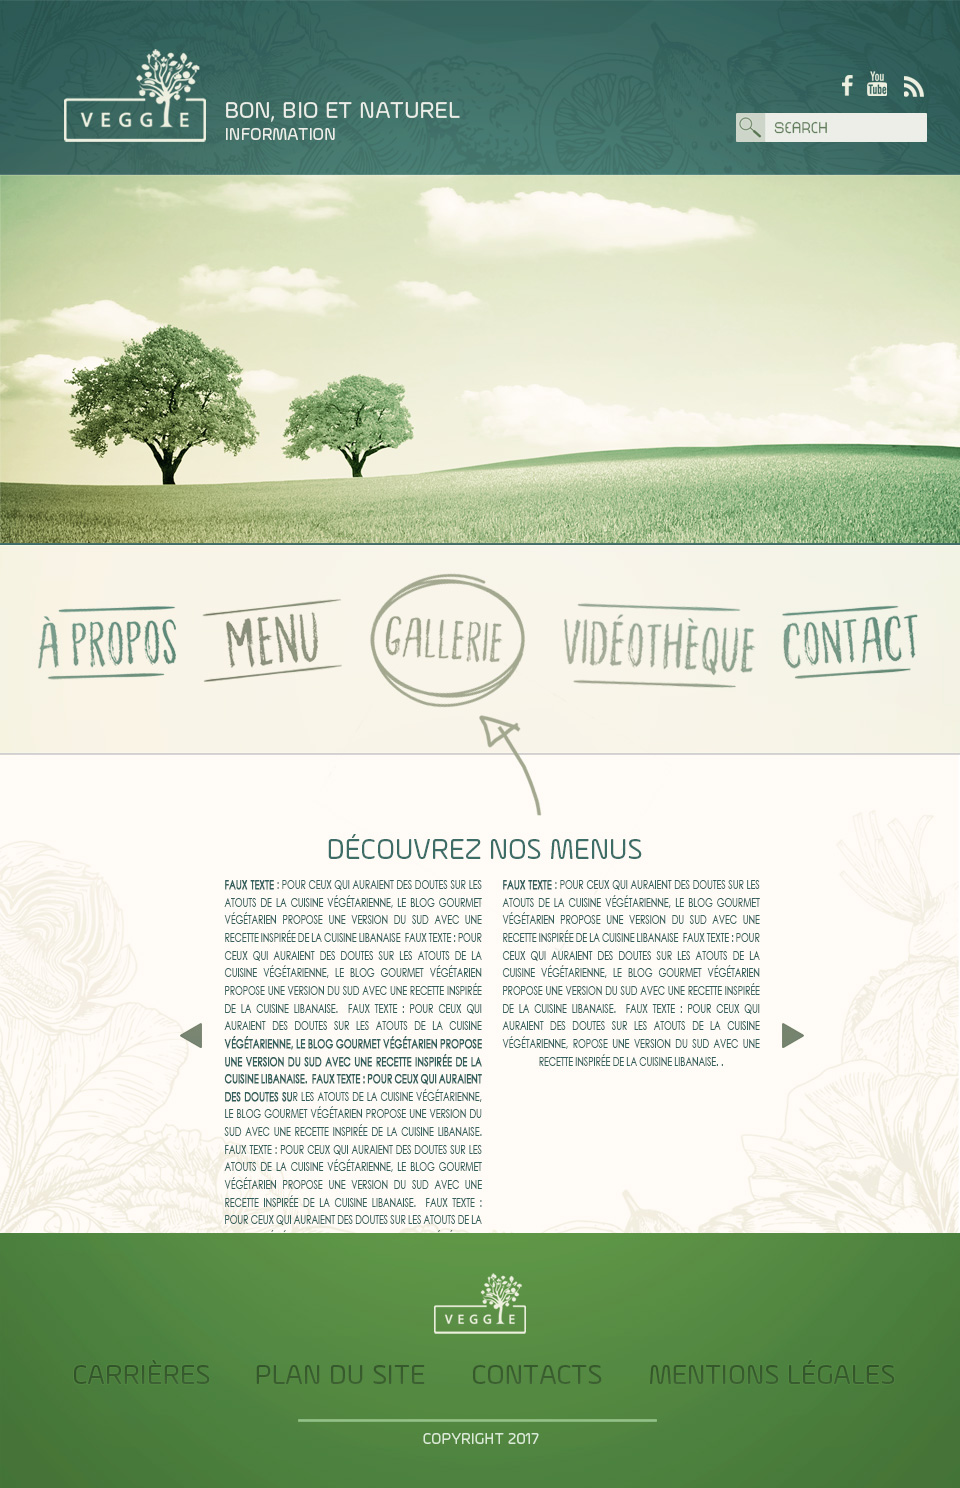 VEGGIE
BON, BIO ET NATUREL
INFORMATION
f
You
Tube
SEARCH
À PROPOS
MENU
GALLERIE
VIDÉOTHÈQUE
CONTACT
DÉCOUVREZ NOS MENUS
FAUX TEXTE : POUR CEUX QUI AURAIENT DES DOUTES SUR LES
ATOUTS DE LA CUISINE VÉGÉTARIENNE, LE BLOG GOURMET
VÉGÉTARIEN PROPOSE UNE VERSION DU SUD AVEC UNE
RECETTE INSPIRÉE DE LA CUISINE LIBANAISE FAUX TEXTE : POUR
CEUX QUI AURAIENT DES DOUTES SUR LES ATOUTS DE LA
CUISINE VÉGÉTARIENNE, LE BLOG GOURMET VÉGÉTARIEN
PROPOSE UNE VERSION DU SUD AVEC UNE RECETTE INSPIRÉE
DE LA CUISINE LIBANAISE. FAUX TEXTE : POUR CEUX QUI
AURAIENT DES DOUTES SUR LES ATOUTS DE LA CUISINE
VÉGÉTARIENNE, LE BLOG GOURMET VÉGÉTARIEN PROPOSE
UNE VERSION DU SUD AVEC UNE RECETTE INSPIRÉE DE LA
CUISINE LIBANAISE. FAUX TEXTE : POUR CEUX QUI AURAIENT
DES DOUTES SUR LES ATOUTS DE LA CUISINE VÉGÉTARIENNE,
LE BLOG GOURMET VÉGÉTARIEN PROPOSE UNE VERSION DU
SUD AVEC UNE RECETTE INSPIRÉE DE LA CUISINE LIBANAISE.
FAUX TEXTE : POUR CEUX QUI AURAIENT DES DOUTES SUR LES
ATOUTS DE LA CUISINE VÉGÉTARIENNE, LE BLOG GOURMET
VÉGÉTARIEN PROPOSE UNE VERSION DU SUD AVEC UNE
RECETTE INSPIRÉE DE LA CUISINE LIBANAISE. FAUX TEXTE :
POUR CEUX QUI AURAIENT DES DOUTES SUR LES ATOUTS DE LA
FAUX TEXTE : POUR CEUX QUI AURAIENT DES DOUTES SUR LES
ATOUTS DE LA CUISINE VÉGÉTARIENNE, LE BLOG GOURMET
VÉGÉTARIEN PROPOSE UNE VERSION DU SUD AVEC UNE
RECETTE INSPIRÉE DE LA CUISINE LIBANAISE FAUX TEXTE : POUR
CEUX QUI AURAIENT DES DOUTES SUR LES ATOUTS DE LA
CUISINE VÉGÉTARIENNE, LE BLOG GOURMET VÉGÉTARIEN
PROPOSE UNE VERSION DU SUD AVEC UNE RECETTE INSPIRÉE
DE LA CUISINE LIBANAISE. FAUX TEXTE : POUR CEUX QUI
AURAIENT DES DOUTES SUR LES ATOUTS DE LA CUISINE
VÉGÉTARIENNE, ROPOSE UNE VERSION DU SUD AVEC UNE
RECETTE INSPIRÉE DE LA CUISINE LIBANAISE. .
VEGGIE
CARRIÈRES
PLAN DU SITE
CONTACTS
MENTIONS LÉGALES
COPYRIGHT 2017